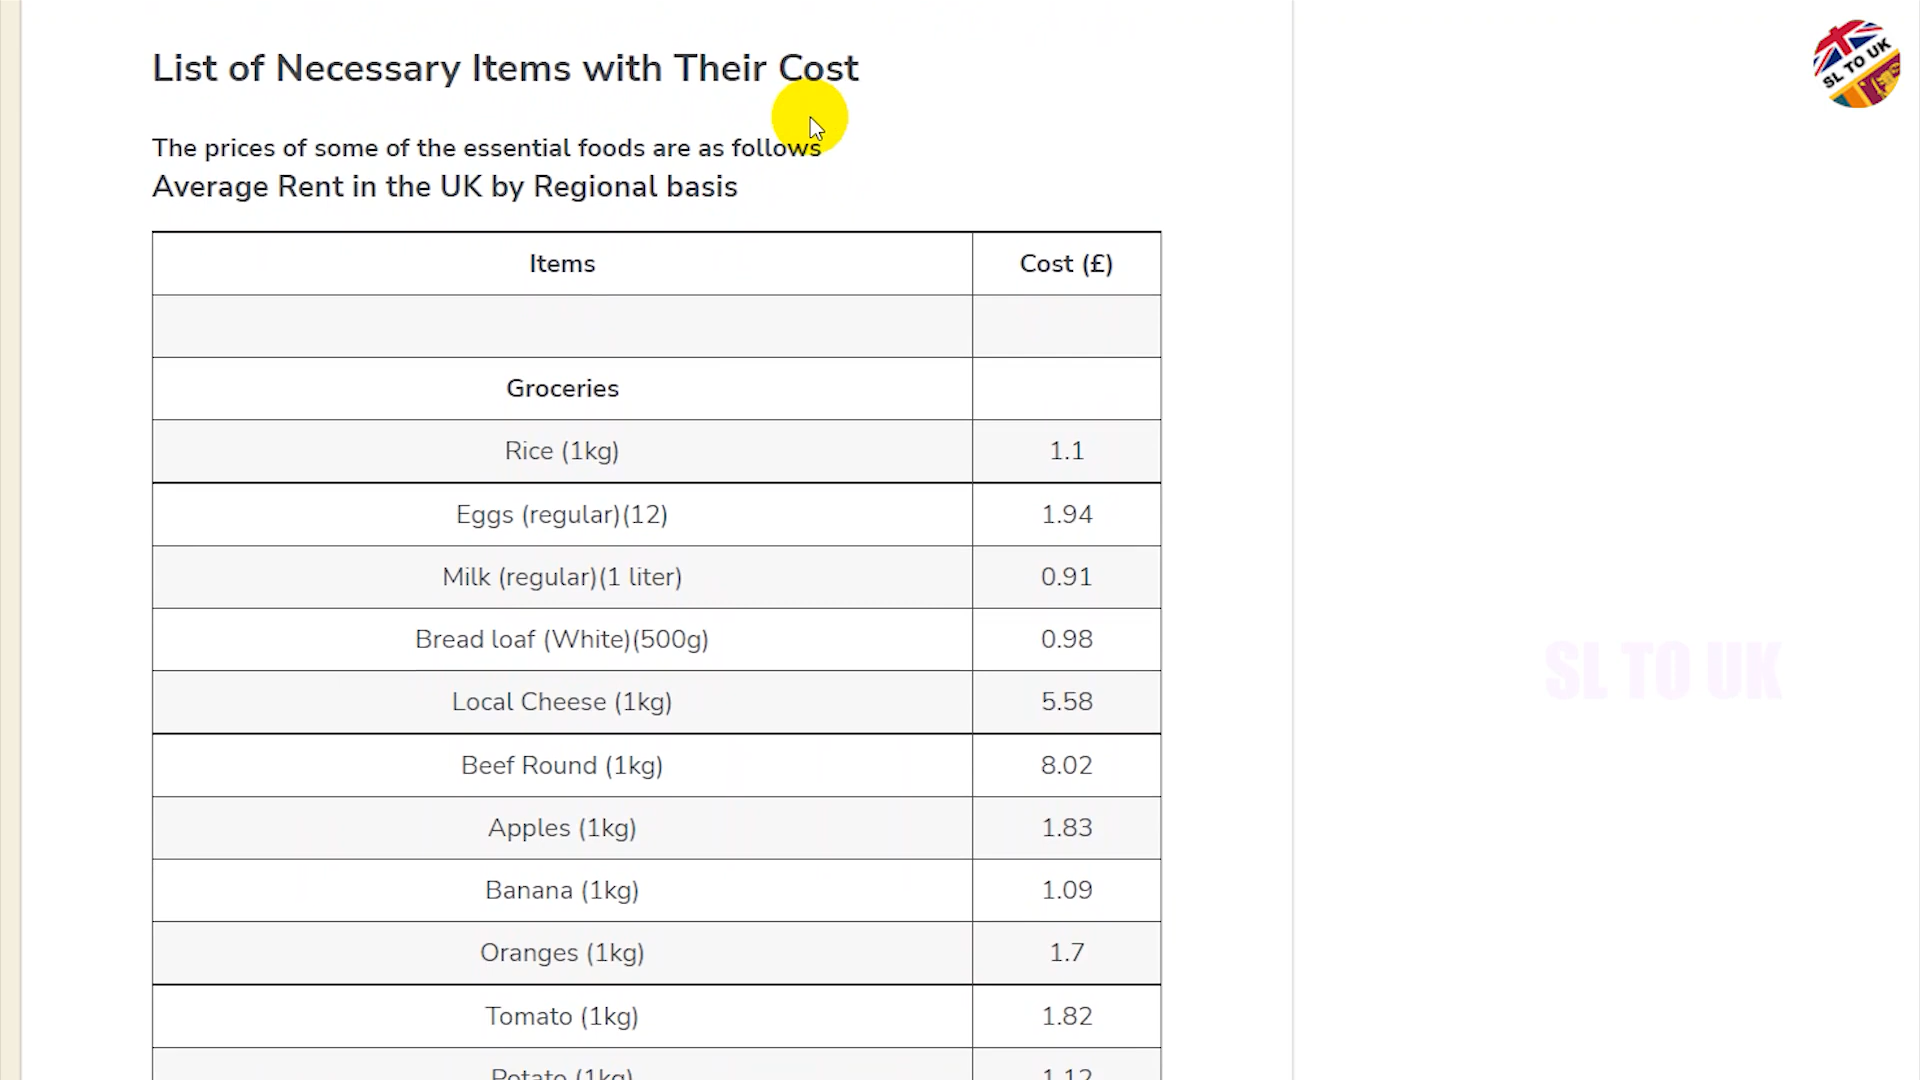 List of Necessary Items with Their Cost
SL TO UK
The prices of some of the essential foods are as follows
Average Rent in the UK by Regional basis
Items Cost (£)
Groceries
Rice (1kg) 1.1
Eggs (regular)(12) 1.94
Milk (regular)(1 liter) 0.91
Bread loaf (White)(500g) 0.98
SL TO UK
Local Cheese (1kg) 5.58
Beef Round (1kg) 8.02
Apples (1kg) 1.83
Banana (1kg) 1.09
Oranges (1kg) 1.7
Tomato (1kg) 1.82
Potato (1kg) 1.12